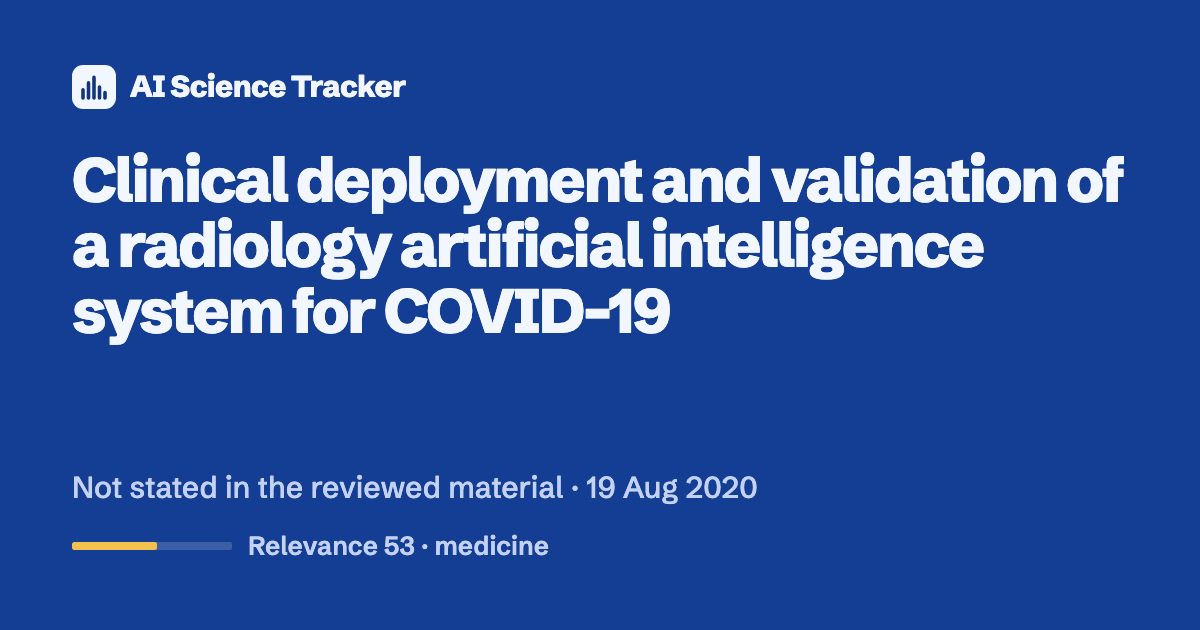 AI Science Tracker
Clinical deployment and validation of
a radiology artificial intelligence
system for COVID-19
Not stated in the reviewed material · 19 Aug 2020
Relevance 53 · medicine